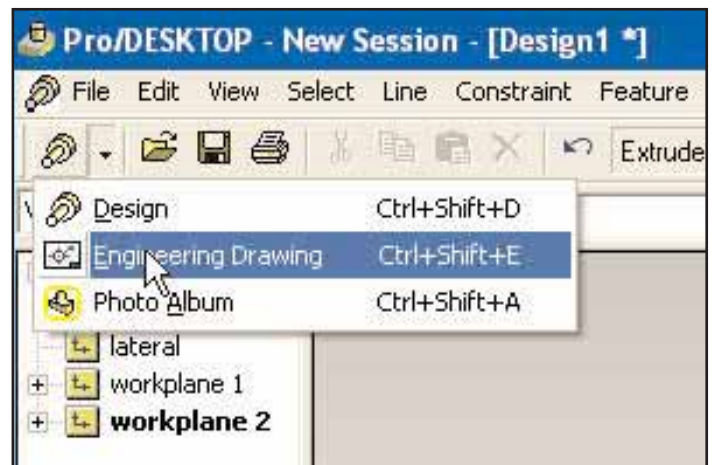 Pro/DESKTOP - New Session - [Design1 *]
File Edit View Select Line Constraint Feature
Extrude
Design Ctrl+Shift+D
Engineering Drawing Ctrl+Shift+E
Photo Album Ctrl+Shift+A
lateral
workplane 1
workplane 2